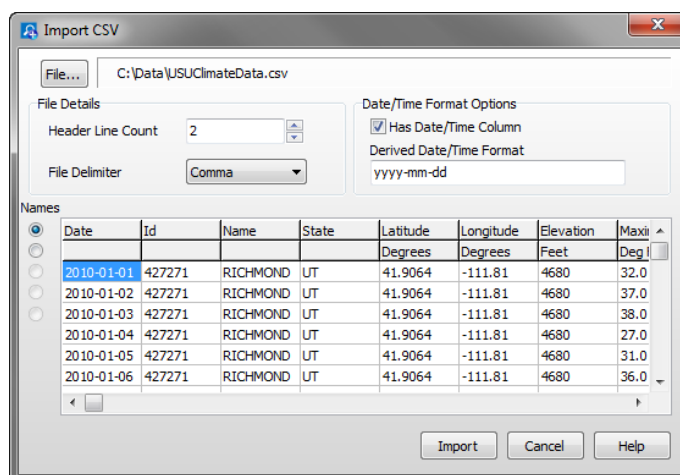 Import CSV
File... C:\Data\USUClimateData.csv
File Details
Header Line Count 2
File Delimiter Comma
Date/Time Format Options
Has Date/Time Column
Derived Date/Time Format
yyyy-mm-dd
Names
Date Id Name State Latitude Longitude Elevation Maxi
Degrees Degrees Feet Deg
2010-01-01 427271 RICHMOND UT 41.9064 -111.81 4680 32.0
2010-01-02 427271 RICHMOND UT 41.9064 -111.81 4680 37.0
2010-01-03 427271 RICHMOND UT 41.9064 -111.81 4680 38.0
2010-01-04 427271 RICHMOND UT 41.9064 -111.81 4680 27.0
2010-01-05 427271 RICHMOND UT 41.9064 -111.81 4680 31.0
2010-01-06 427271 RICHMOND UT 41.9064 -111.81 4680 36.0
Import Cancel Help